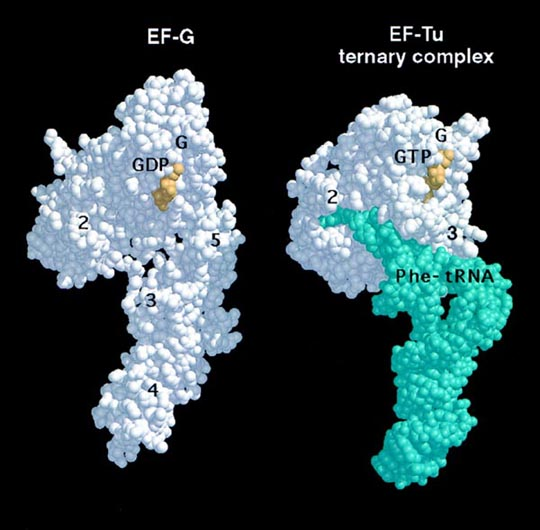 EF-G
G
GDP
2
5
3
4
EF-Tu
ternary complex
G
GTP
2
3
Phe-tRNA